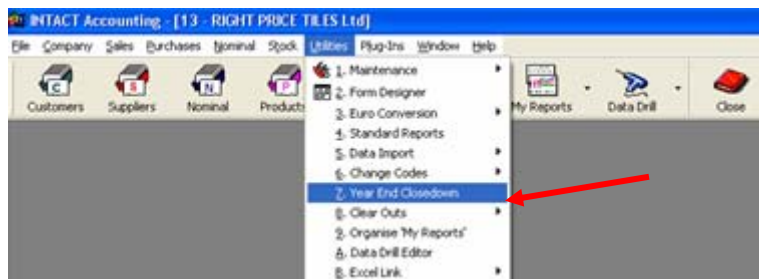 INTACT Accounting - [13 - RIGHT PRICE TILES Ltd]
File Company Sales Purchases Nominal Stock Utilities Plug-Ins Window Help
Customers Suppliers Nominal Products My Reports Data Drill Close
1. Maintenance
2. Form Designer
3. Euro Conversion
4. Standard Reports
5. Data Import
6. Change Codes
7. Year End Closedown
8. Clear Outs
9. Organise 'My Reports'
A. Data Drill Editor
B. Excel Link